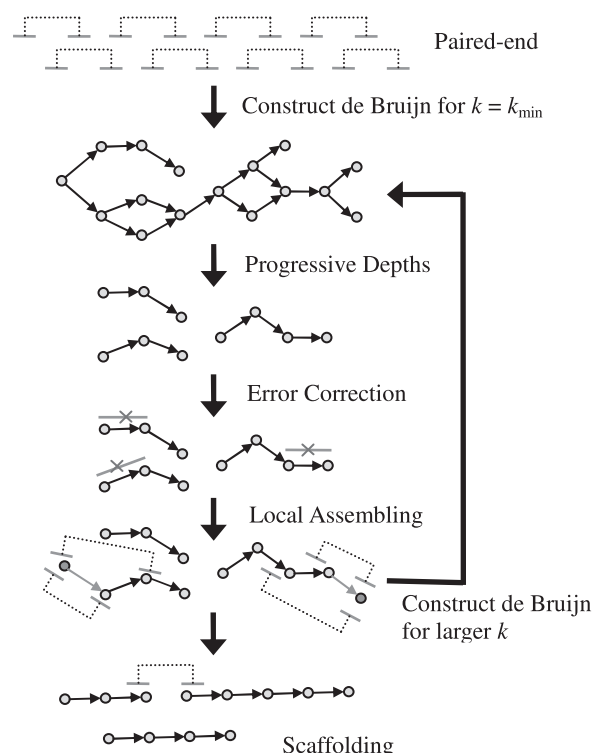 Paired-end
Construct de Bruijn for k = kmin
Progressive Depths
Error Correction
Local Assembling
Construct de Bruijn
for larger k
Scaffolding